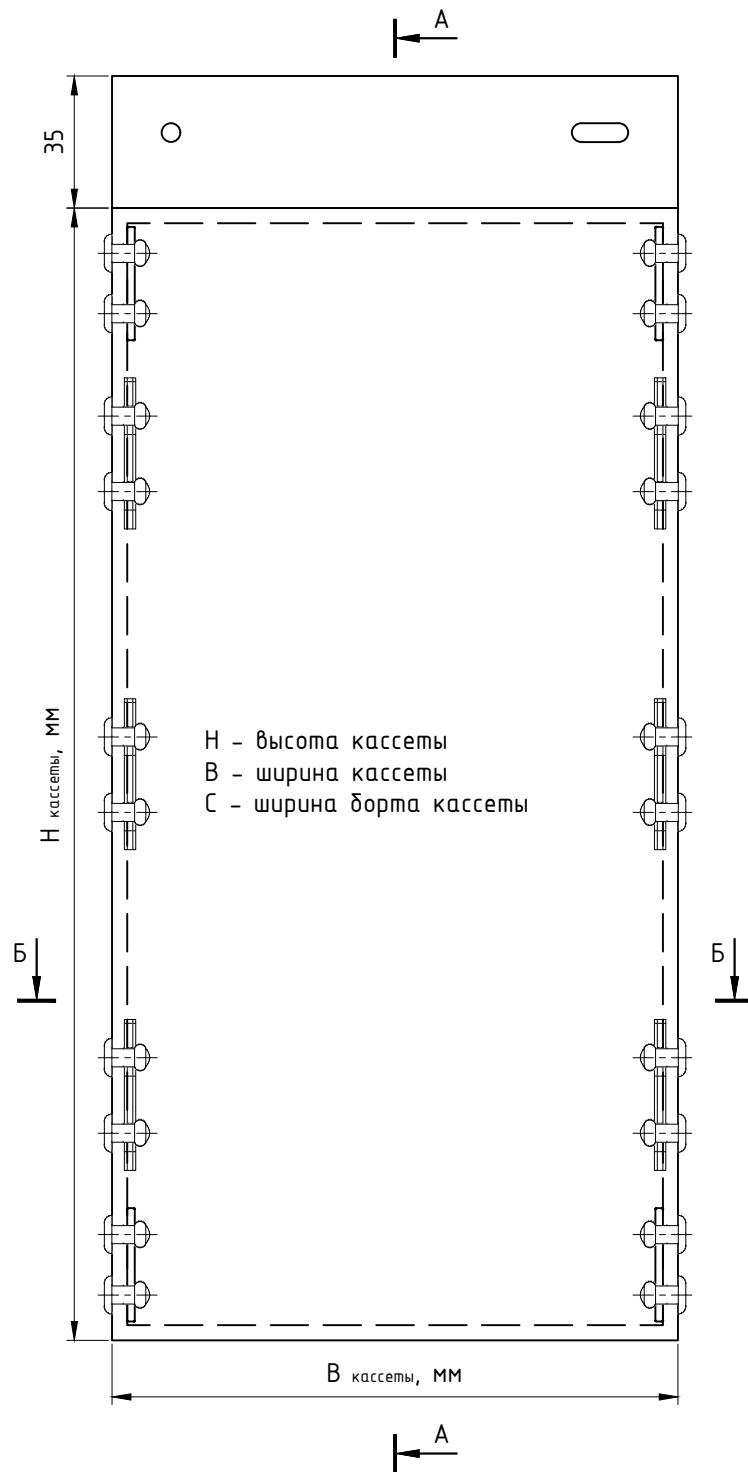 А
35
Н кассеты, мм
Н – высота кассеты
В – ширина кассеты
С – ширина борта кассеты
Б
Б
В кассеты, мм
А